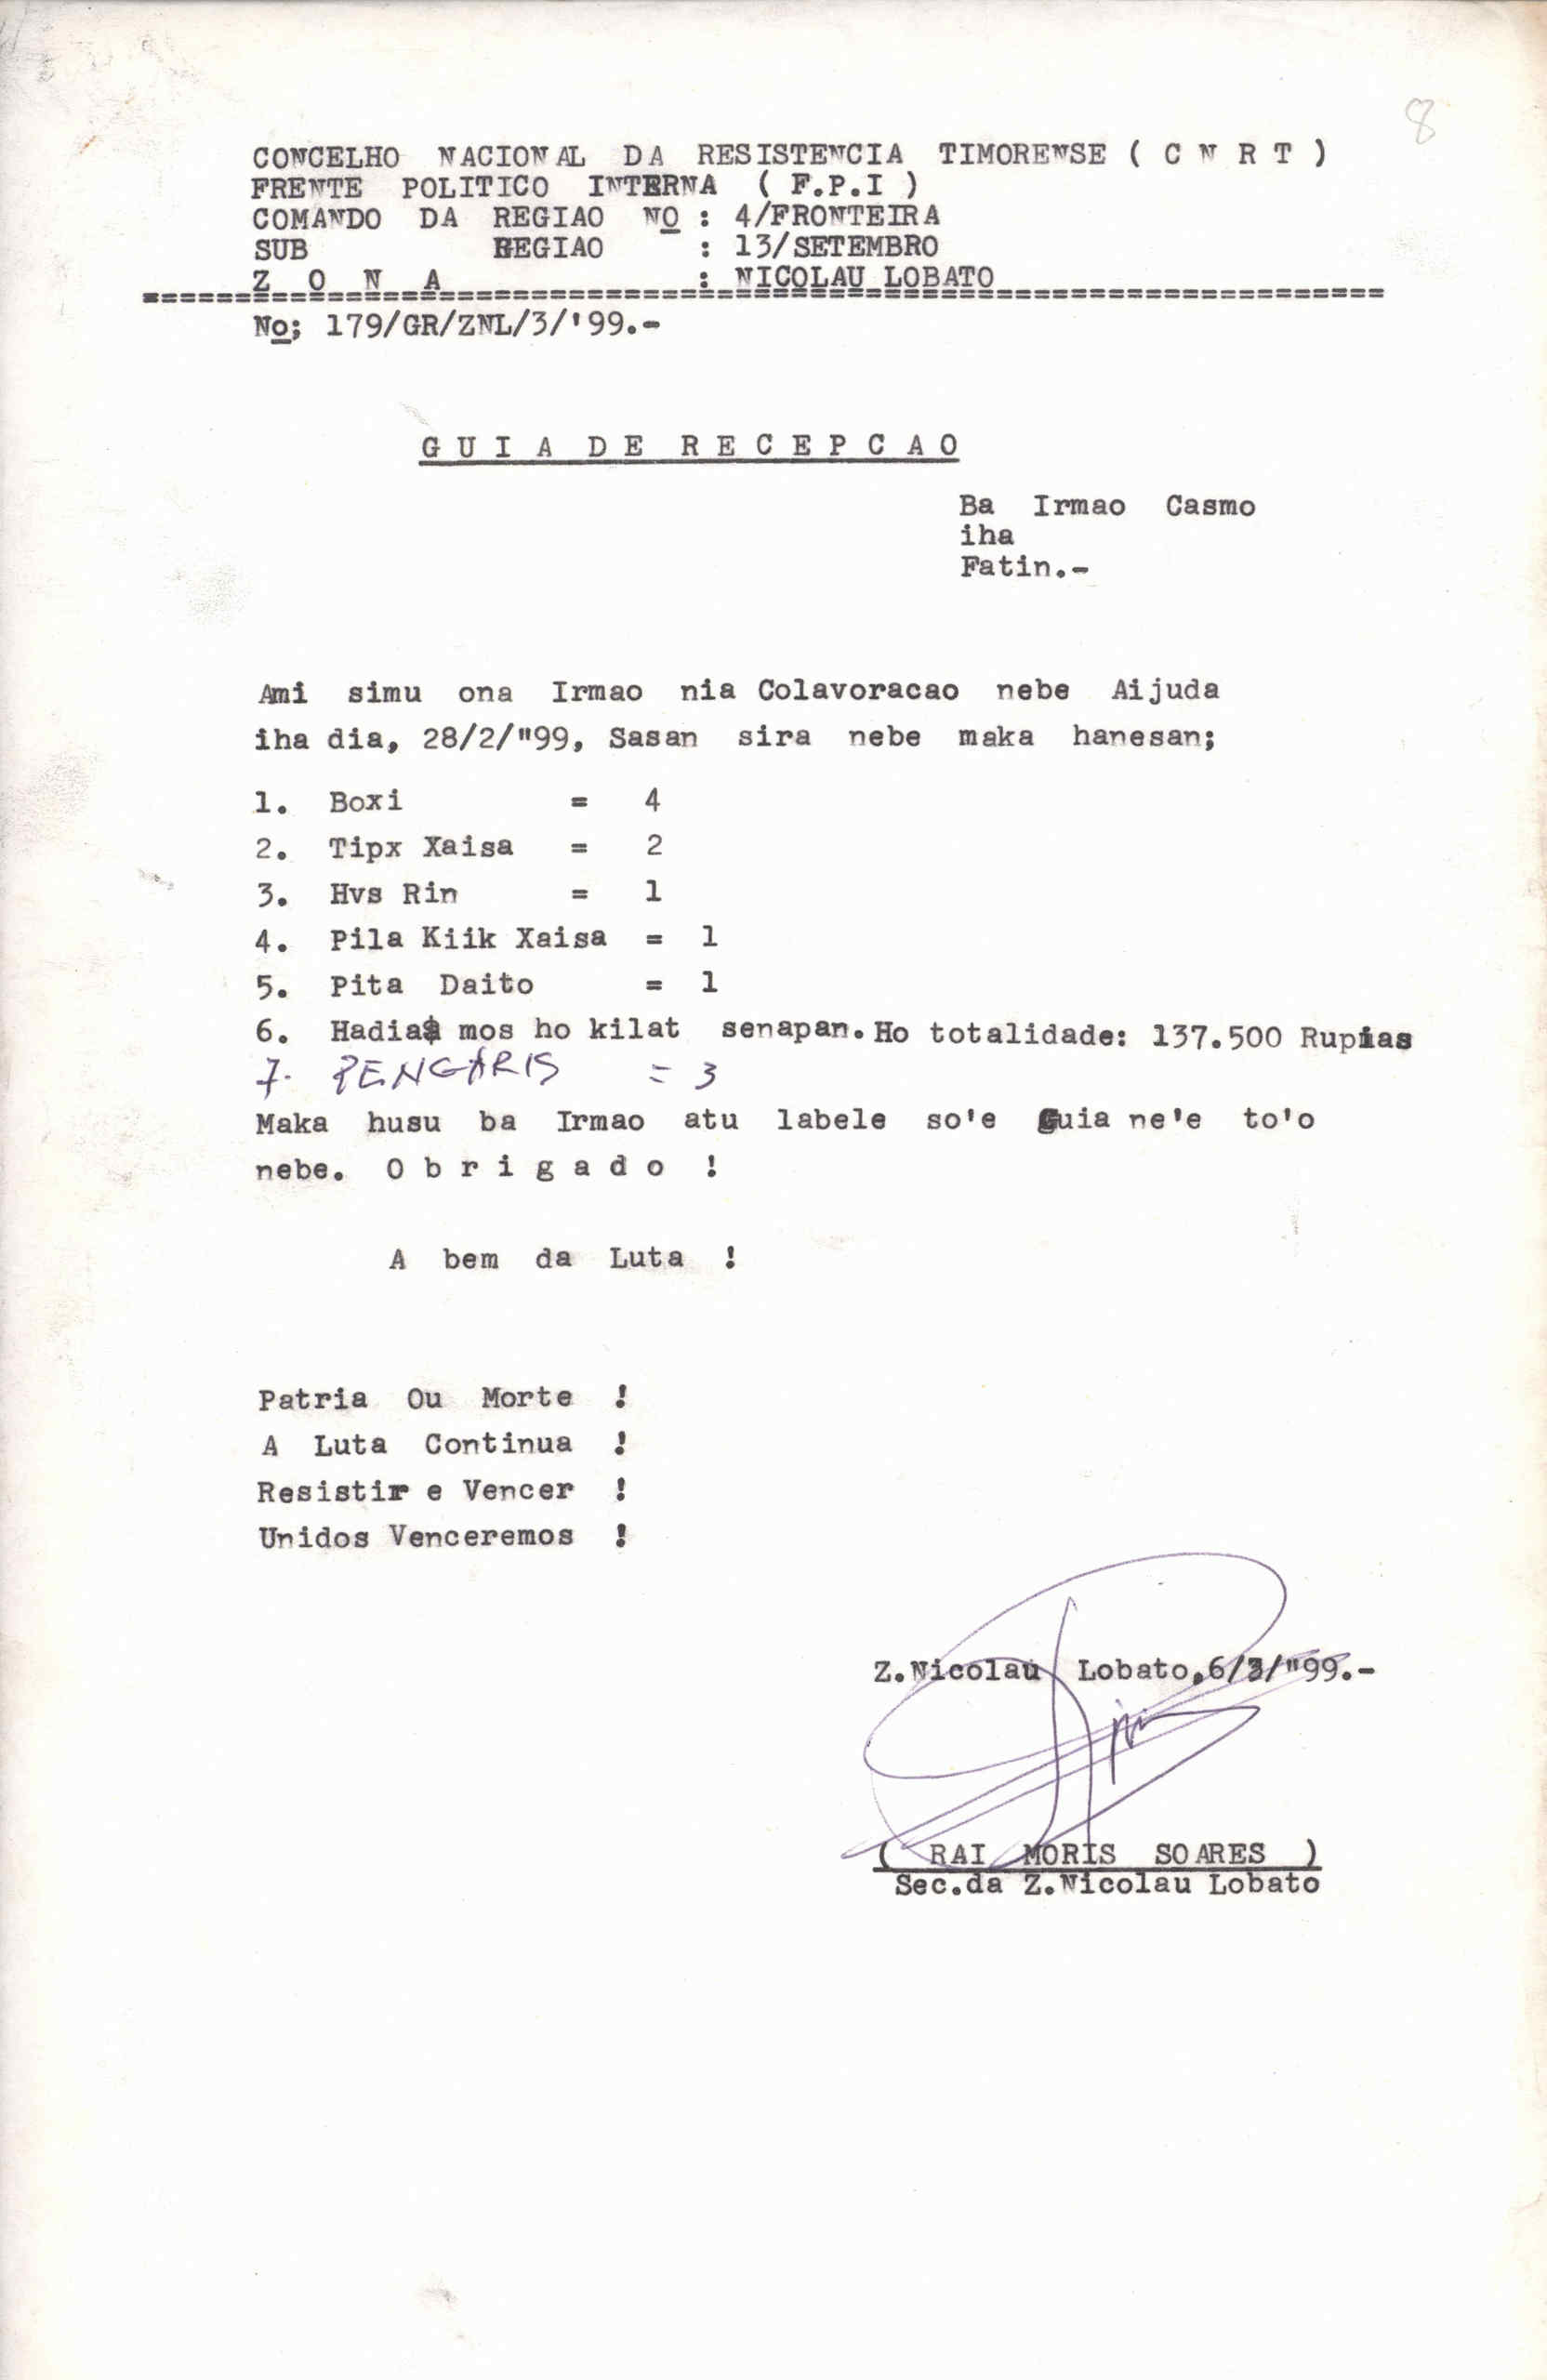 8
CONCELHO NACIONAL DA RESISTENCIA TIMORENSE ( C N R T )
FRENTE POLITICO INTERNA ( F.P.I )
COMANDO DA REGIAO NO : 4/FRONTEIRA
SUB REGIAO : 13/SETEMBRO
Z O N A : NICOLAU LOBATO
====================================================================
No; 179/GR/ZNL/3/'99.-
G U I A D E R E C E P C A O
Ba Irmao Casmo
iha
Fatin.-
Ami simu ona Irmao nia Colavoracao nebe Aijuda
iha dia, 28/2/"99, Sasan sira nebe maka hanesan;
1. Boxi = 4
2. Tipx Xaisa = 2
3. Hvs Rin = 1
4. Pila Kiik Xaisa = 1
5. Pita Daito = 1
6. Hadia mos ho kilat senapan. Ho totalidade: 137.500 Rupias
7. PENGARIS = 3
Maka husu ba Irmao atu labele so'e Guia ne'e to'o
nebe. O b r i g a d o !
A bem da Luta !
Patria Ou Morte !
A Luta Continua !
Resistir e Vencer !
Unidos Venceremos !
Z.Nicolau Lobato,6/3/"99.-
( RAI MORIS SOARES )
Sec.da Z.Nicolau Lobato